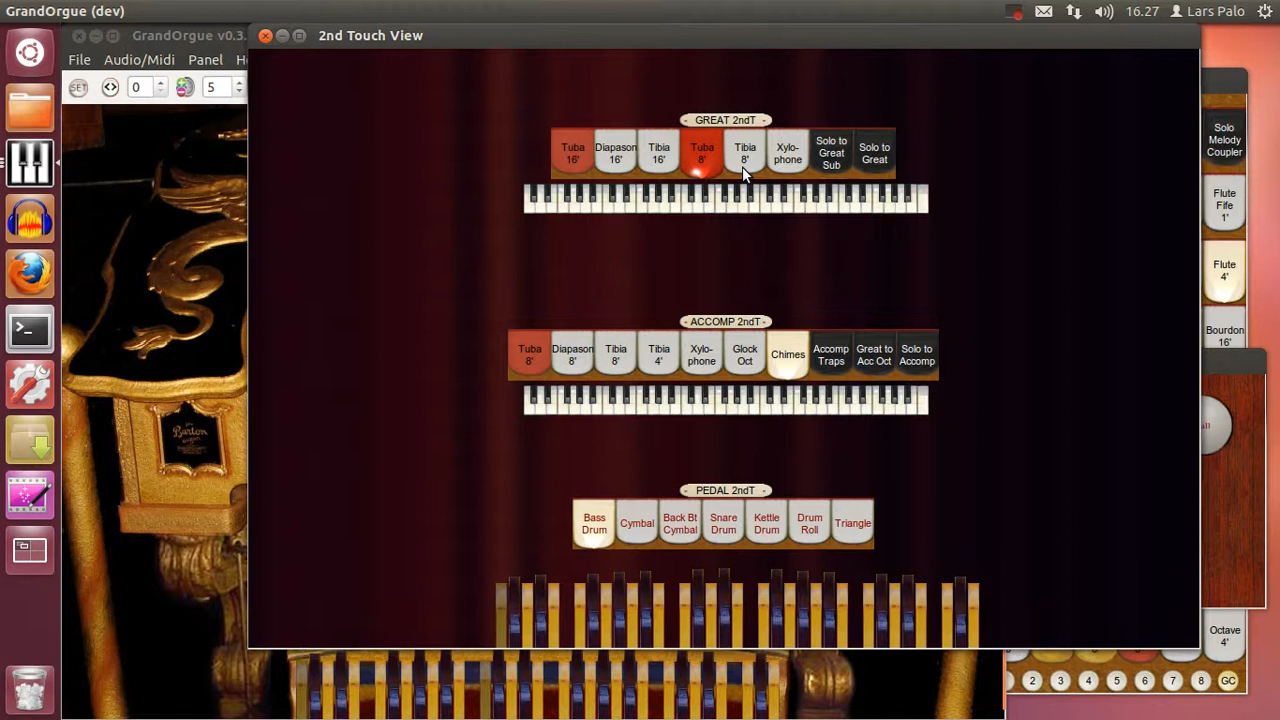 GrandOrgue (dev)
16.27
Lars Palo
GrandOrgue v0.3.
2nd Touch View
File
Audio/Midi
Panel
H
SET
0
5
- GREAT 2ndT -
Tuba
16'
Diapason
16'
Tibia
16'
Tuba
8'
Tibia
8'
Xylo-
phone
Solo to
Great
Sub
Solo to
Great
- ACCOMP 2ndT -
Tuba
8'
Diapason
8'
Tibia
8'
Tibia
4'
Xylo-
phone
Glock
Oct
Chimes
Accomp
Traps
Great to
Acc Oct
Solo to
Accomp
- PEDAL 2ndT -
Bass
Drum
Cymbal
Back Bt
Cymbal
Snare
Drum
Kettle
Drum
Drum
Roll
Triangle
Solo
Melody
Coupler
Flute
Fife
1'
Flute
4'
Bourdon
16'
Octave
4'
2
3
4
5
6
7
8
GC
Barton